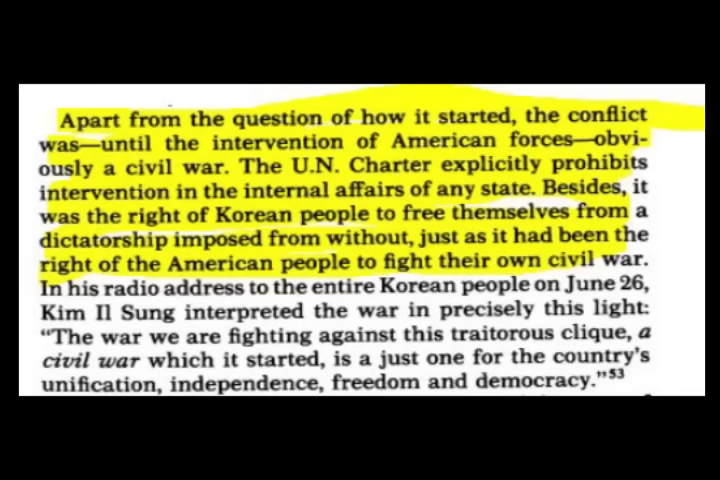 Apart from the question of how it started, the conflict
was—until the intervention of American forces—obvi-
ously a civil war. The U.N. Charter explicitly prohibits
intervention in the internal affairs of any state. Besides, it
was the right of Korean people to free themselves from a
dictatorship imposed from without, just as it had been the
right of the American people to fight their own civil war.
In his radio address to the entire Korean people on June 26,
Kim Il Sung interpreted the war in precisely this light:
“The war we are fighting against this traitorous clique, a
civil war which it started, is a just one for the country's
unification, independence, freedom and democracy.”53